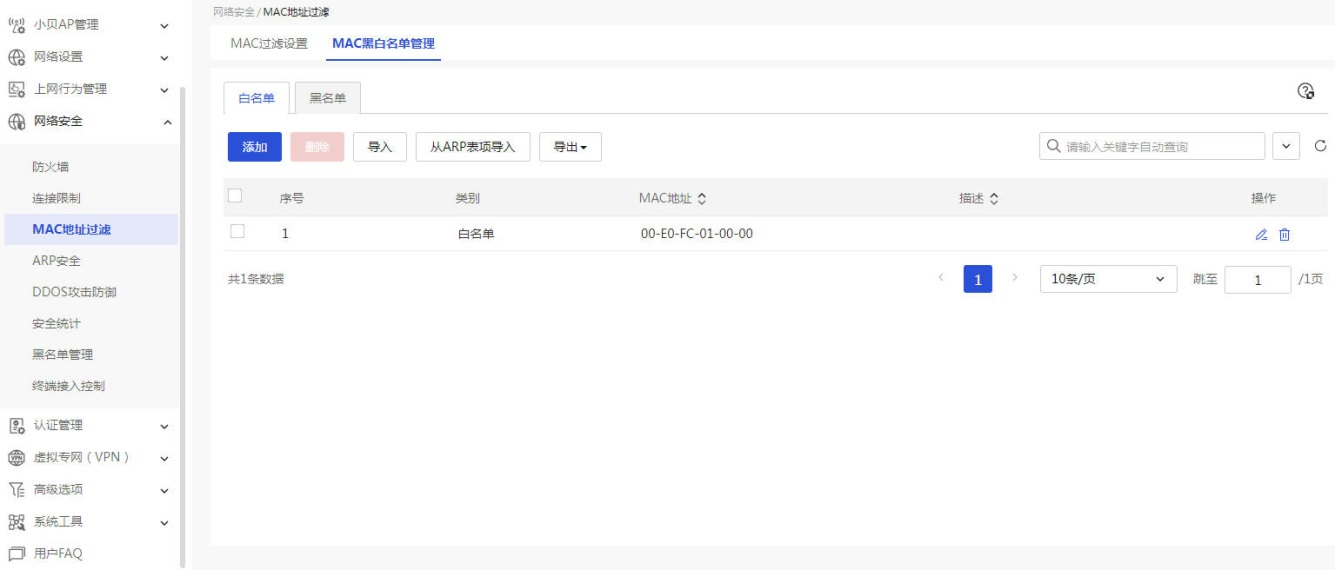 网络安全 / MAC地址过滤
小贝AP管理
网络设置
上网行为管理
网络安全
防火墙
连接限制
MAC地址过滤
ARP安全
DDOS攻击防御
安全统计
黑名单管理
终端接入控制
认证管理
虚拟专网（VPN）
高级选项
系统工具
用户FAQ
MAC过滤设置 MAC黑白名单管理
白名单 黑名单
添加 删除 导入 从ARP表项导入 导出 请输入关键字自动查询
序号 类别 MAC地址 描述 操作
1 白名单 00-E0-FC-01-00-00
共1条数据 1 10条/页 跳至 1 /1页